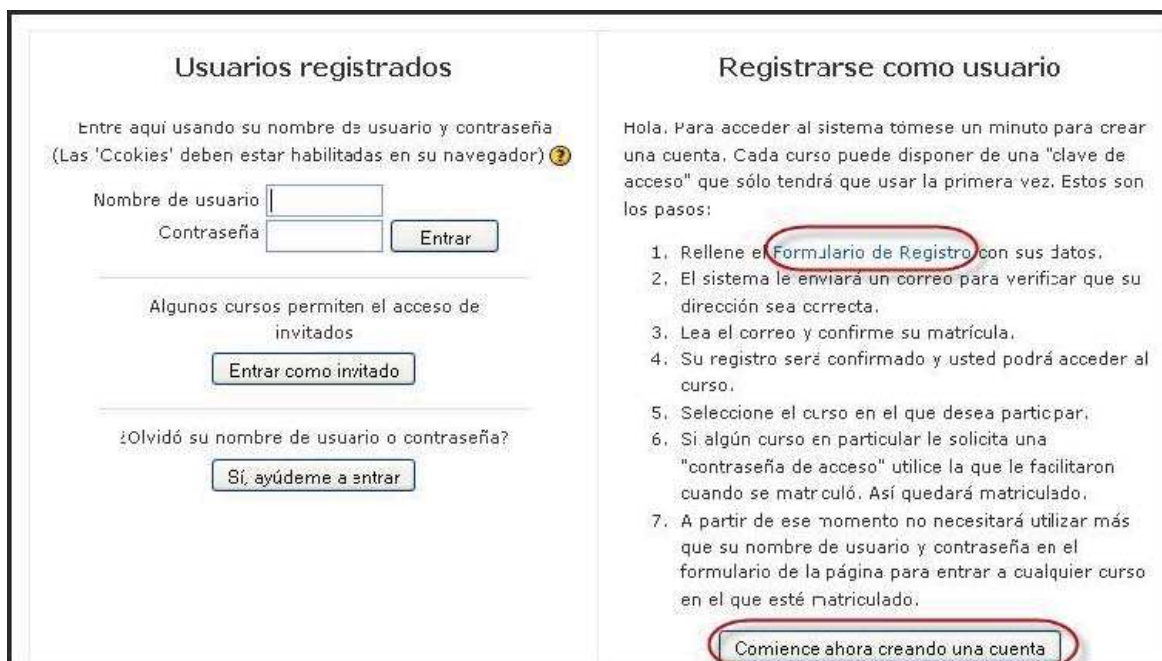 Usuarios registrados
Entre aquí usando su nombre de usuario y contraseña
(Las 'Cookies' deben estar habilitadas en su navegador) ?
Nombre de usuario
Contraseña
Entrar
Algunos cursos permiten el acceso de
invitados
Entrar como invitado
¿Olvidó su nombre de usuario o contraseña?
Sí, ayúdeme a entrar
Registrarse como usuario
Hola. Para acceder al sistema tómese un minuto para crear
una cuenta. Cada curso puede disponer de una "clave de
acceso" que sólo tendrá que usar la primera vez. Estos son
los pasos:
1. Rellene el Formulario de Registro con sus datos.
2. El sistema le enviará un correo para verificar que su
dirección sea correcta.
3. Lea el correo y confirme su matrícula.
4. Su registro será confirmado y usted podrá acceder al
curso.
5. Seleccione el curso en el que desea participar.
6. Si algún curso en particular le solicita una
"contraseña de acceso" utilice la que le facilitaron
cuando se matriculó. Así quedará matriculado.
7. A partir de ese momento no necesitará utilizar más
que su nombre de usuario y contraseña en el
formulario de la página para entrar a cualquier curso
en el que esté matriculado.
Comience ahora creando una cuenta